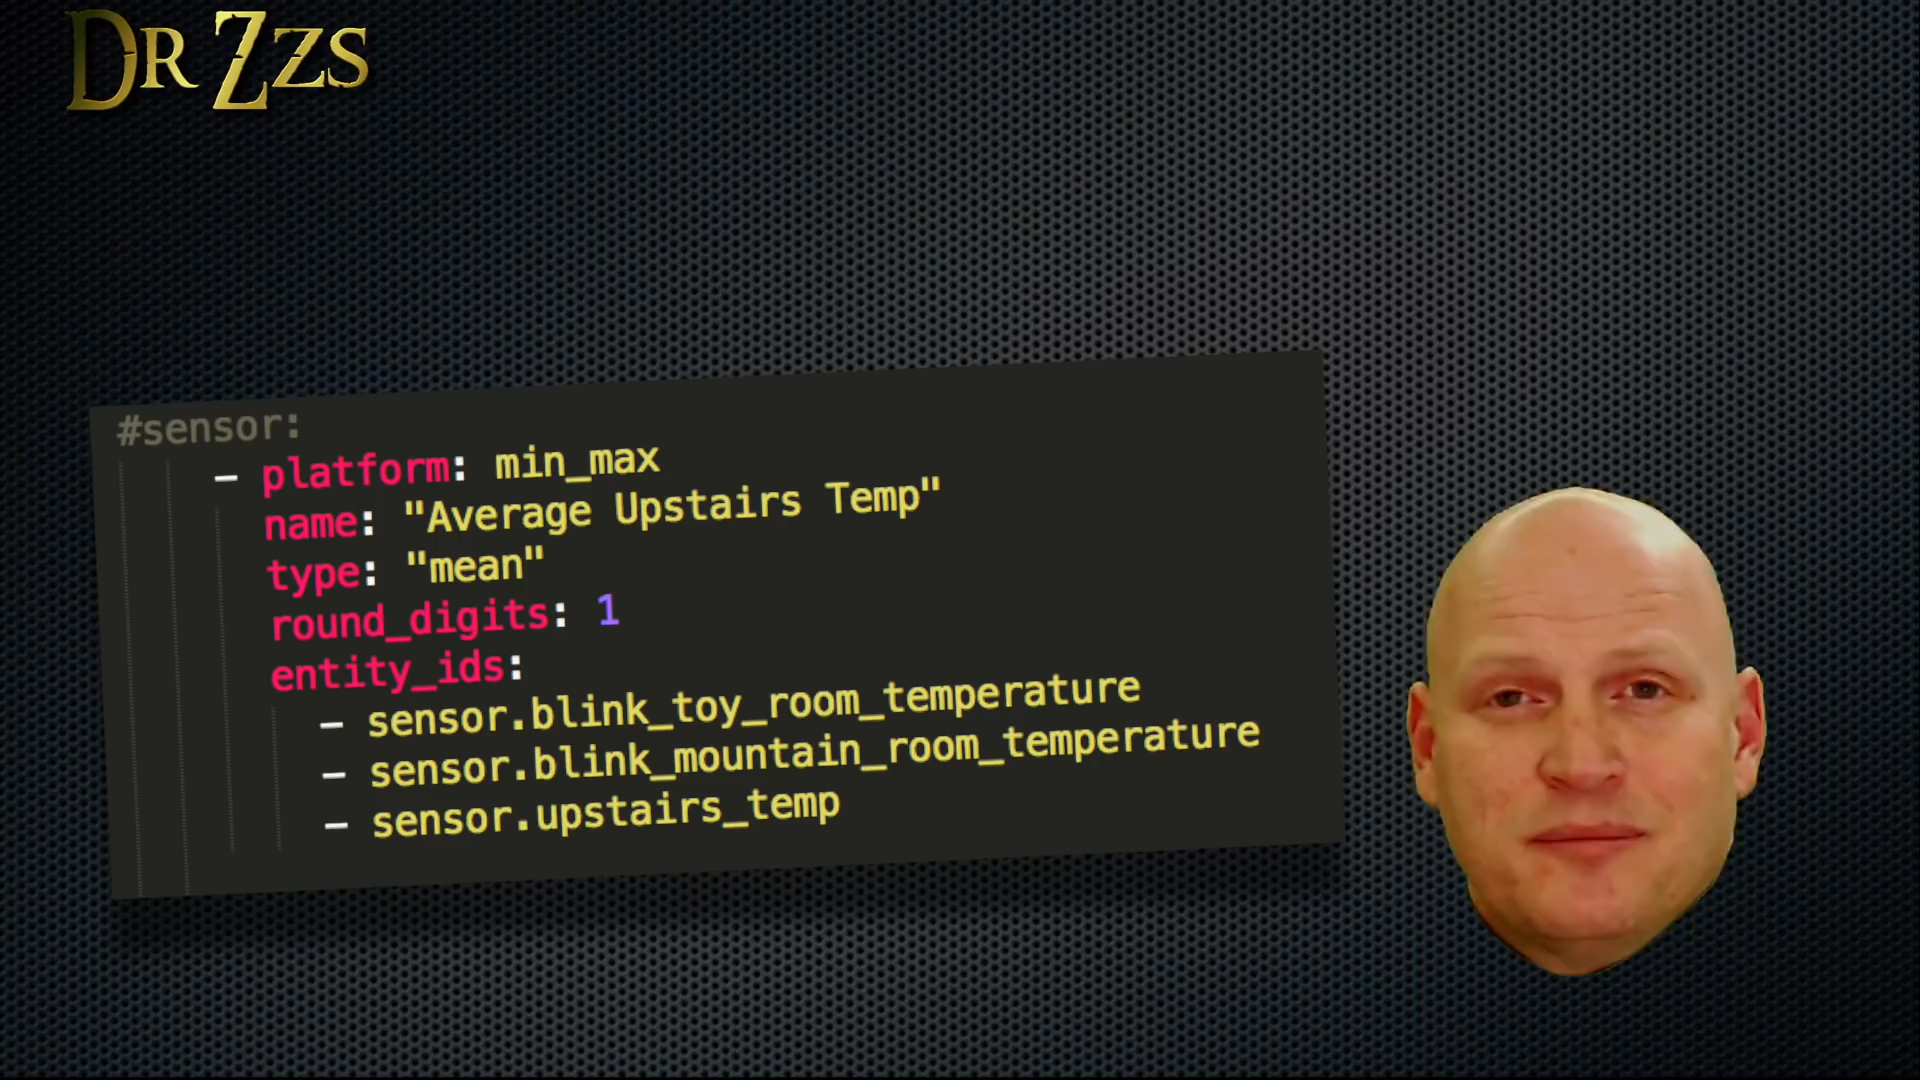 DR ZZS
#sensor:
- platform: min_max
name: "Average Upstairs Temp"
type: "mean"
round_digits: 1
entity_ids:
- sensor.blink_toy_room_temperature
- sensor.blink_mountain_room_temperature
- sensor.upstairs_temp